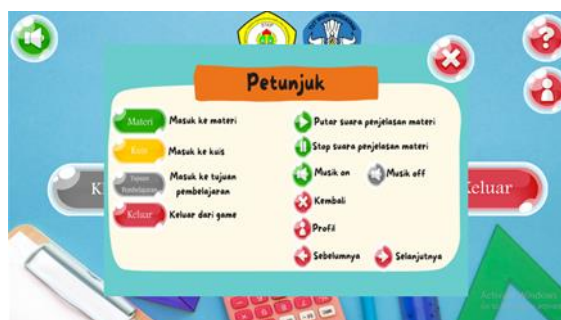 Petunjuk
Materi Masuk ke materi
Kuis Masuk ke kuis
Tujuan Pembelajaran Masuk ke tujuan pembelajaran
Keluar Keluar dari game
Putar suara penjelasan materi
Stop suara penjelasan materi
Musik on Musik off
Kembali
Profil
Sebelumnya Selanjutnya
K
Keluar